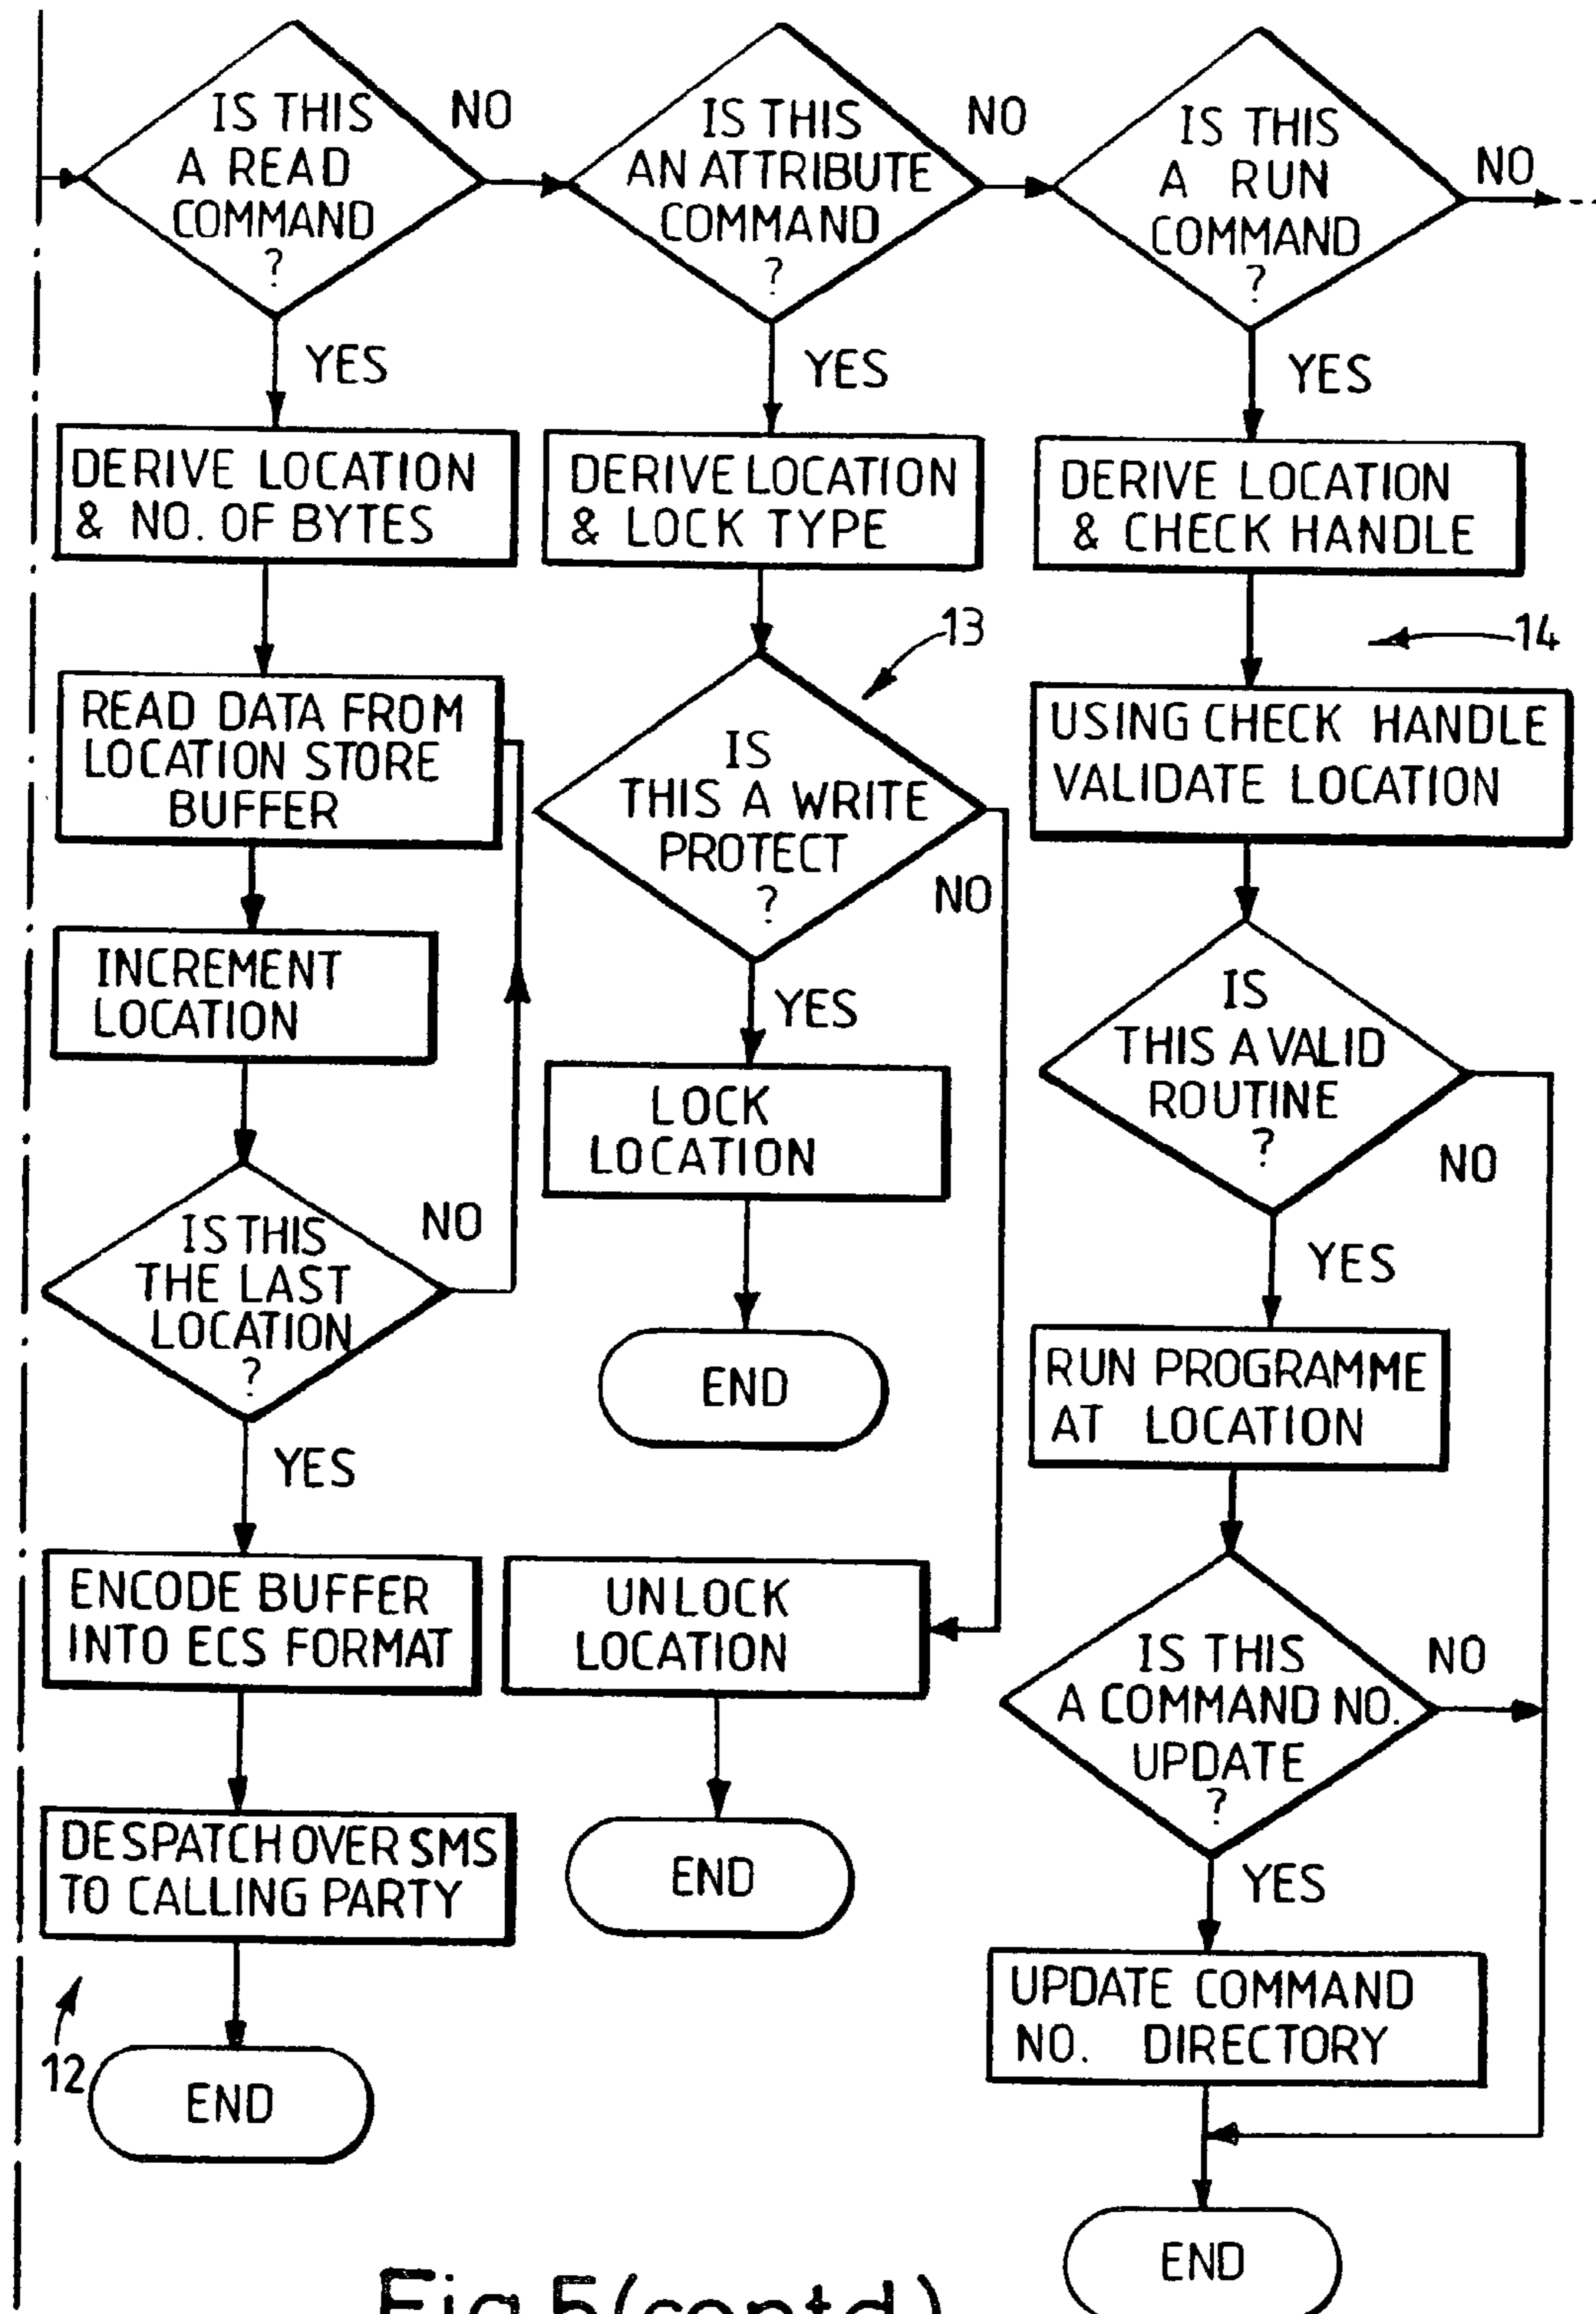 IS THIS
A READ
COMMAND
?
NO
YES
DERIVE LOCATION
& NO. OF BYTES
READ DATA FROM
LOCATION STORE
BUFFER
INCREMENT
LOCATION
IS THIS
THE LAST
LOCATION
?
NO
YES
ENCODE BUFFER
INTO ECS FORMAT
DESPATCH OVER SMS
TO CALLING PARTY
12
END
IS THIS
AN ATTRIBUTE
COMMAND
?
NO
YES
DERIVE LOCATION
& LOCK TYPE
13
IS
THIS A WRITE
PROTECT
?
NO
YES
LOCK
LOCATION
END
UNLOCK
LOCATION
END
IS THIS
A RUN
COMMAND
?
NO
YES
DERIVE LOCATION
& CHECK HANDLE
14
USING CHECK HANDLE
VALIDATE LOCATION
IS
THIS A VALID
ROUTINE
?
NO
YES
RUN PROGRAMME
AT LOCATION
IS THIS
A COMMAND NO.
UPDATE
?
NO
YES
UPDATE COMMAND
NO. DIRECTORY
END
Fig.5(contd.)